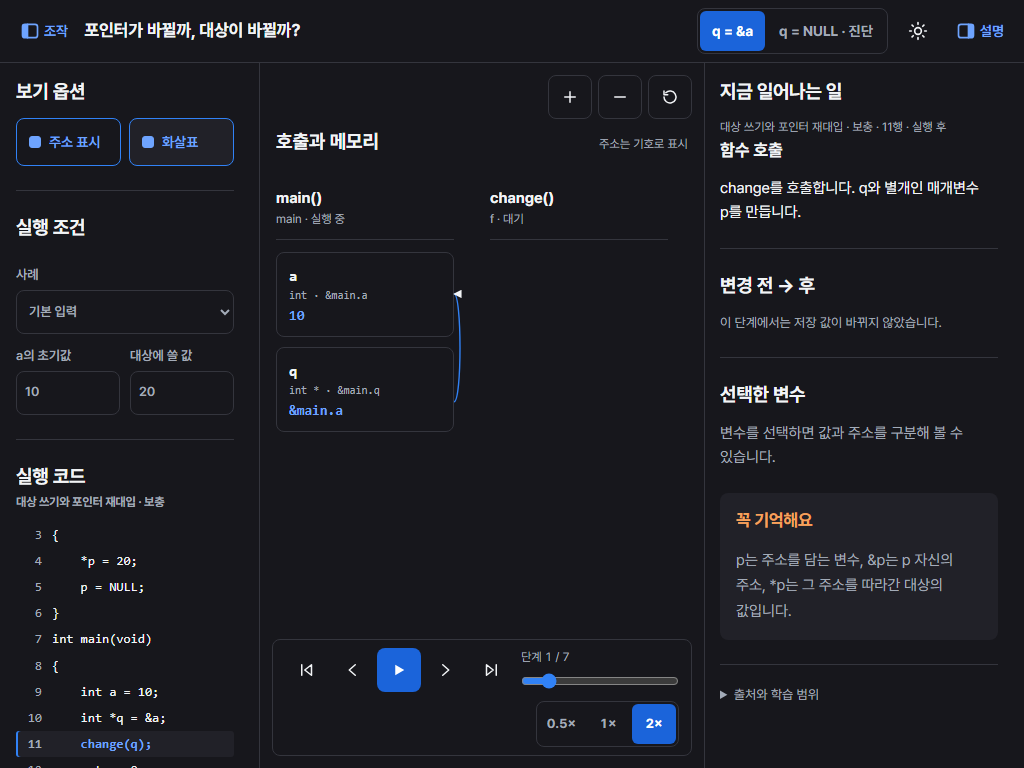 조작
포인터가 바뀔까, 대상이 바뀔까?
q = &a
q = NULL · 진단
설명
보기 옵션
주소 표시
화살표
실행 조건
사례
기본 입력
a의 초기값
대상에 쓸 값
10
20
실행 코드
대상 쓰기와 포인터 재대입 · 보충
3 {
4 *p = 20;
5 p = NULL;
6 }
7 int main(void)
8 {
9 int a = 10;
10 int *q = &a;
11 change(q);
호출과 메모리
주소는 기호로 표시
main()
main · 실행 중
change()
f · 대기
a
int · &main.a
10
q
int * · &main.q
&main.a
단계 1 / 7
0.5×
1×
2×
지금 일어나는 일
대상 쓰기와 포인터 재대입 · 보충 · 11행 · 실행 후
함수 호출
change를 호출합니다. q와 별개인 매개변수
p를 만듭니다.
변경 전 → 후
이 단계에서는 저장 값이 바뀌지 않았습니다.
선택한 변수
변수를 선택하면 값과 주소를 구분해 볼 수
있습니다.
꼭 기억해요
p는 주소를 담는 변수, &p는 p 자신의
주소, *p는 그 주소를 따라간 대상의
값입니다.
출처와 학습 범위